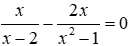 x/(x−2) − 2x/(x²−1) = 0